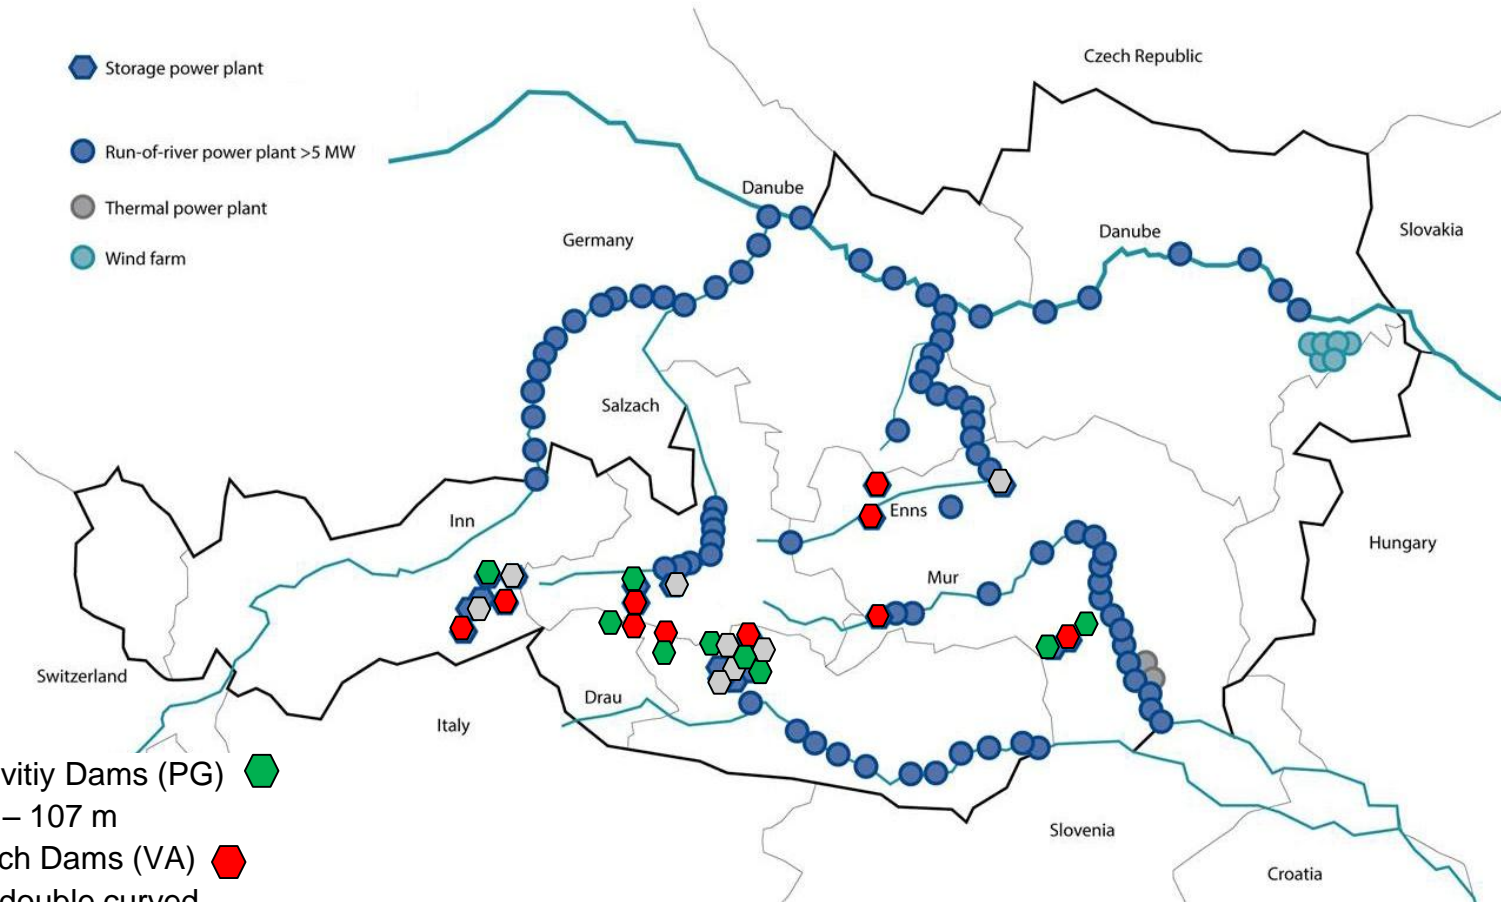 Czech Republic
Storage power plant
Run-of-river power plant >5 MW
Danube
Thermal power plant
Danube
Slovakia
Germany
Wind farm
Salzach
Enns
Inn
Hungary
Mur
Switzerland
Drau
Italy
vitiy Dams (PG)
– 107 m
Slovenia
ch Dams (VA)
Croatia
double curved